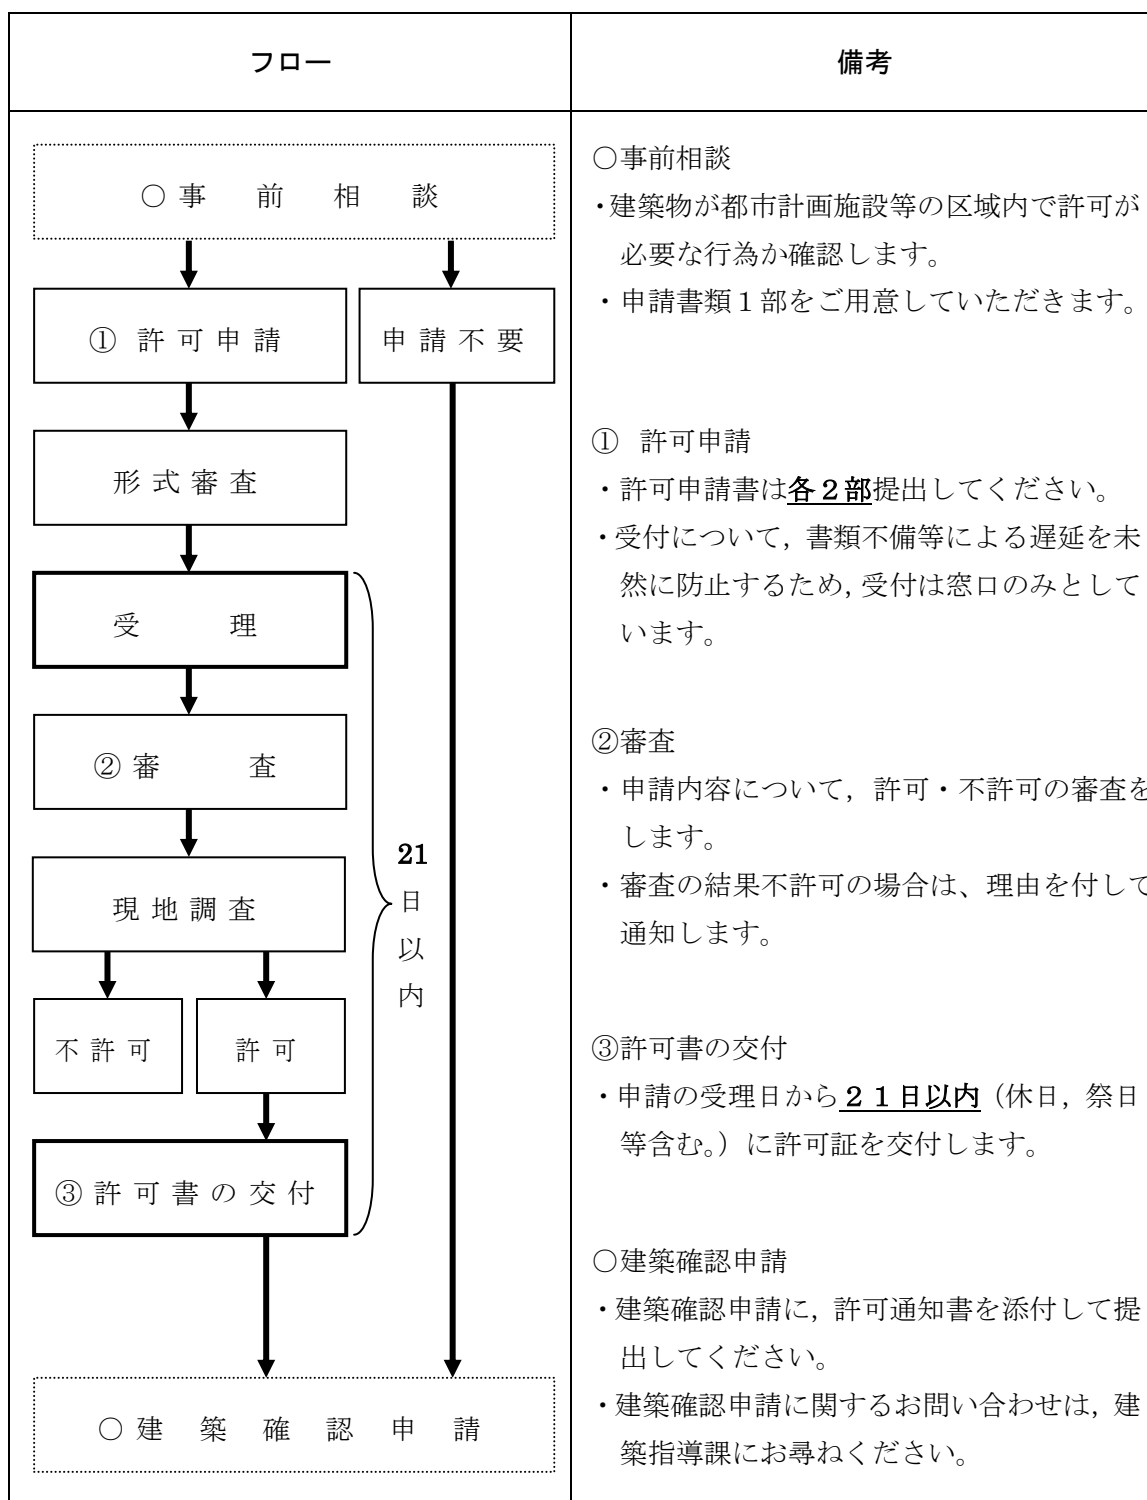 フロー
備考
○事 前 相 談
① 許可申請
申請不要
形式審査
受 理
②審 査
現地調査
不許可
許可
③許可書の交付
21
日
以
内
○建 築 確 認 申 請
○事前相談
・建築物が都市計画施設等の区域内で許可が
必要な行為か確認します。
・申請書類1部をご用意していただきます。
① 許可申請
・許可申請書は各2部提出してください。
・受付について,書類不備等による遅延を未
然に防止するため,受付は窓口のみとして
います。
②審査
・申請内容について,許可・不許可の審査を
します。
・審査の結果不許可の場合は、理由を付して
通知します。
③許可書の交付
・申請の受理日から21日以内(休日,祭日
等含む。)に許可証を交付します。
○建築確認申請
・建築確認申請に,許可通知書を添付して提
出してください。
・建築確認申請に関するお問い合わせは,建
築指導課にお尋ねください。